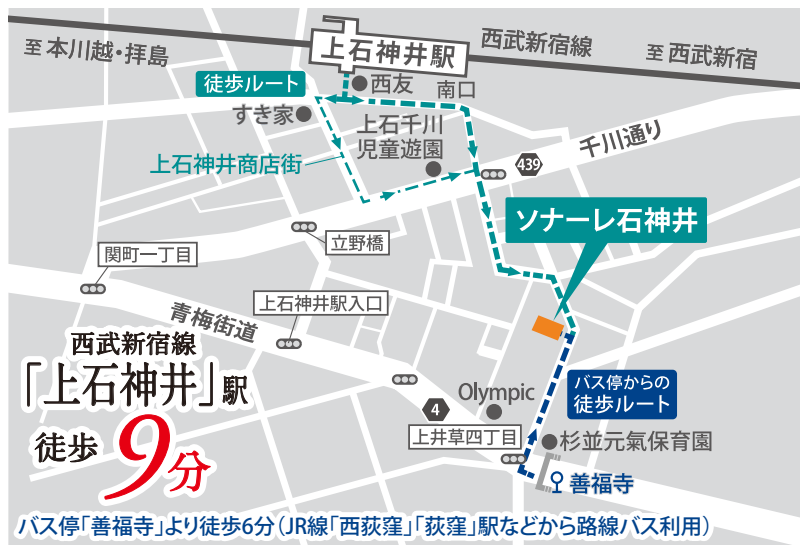 至 本川越・拝島
上石神井駅
西武新宿線
至 西武新宿
徒歩ルート
西友
南口
すき家
上石千川
児童遊園
千川通り
439
上石神井商店街
ソナーレ石神井
立野橋
関町一丁目
上石神井駅入口
青梅街道
西武新宿線
「上石神井」駅
徒歩9分
バス停からの
徒歩ルート
Olympic
4
上井草四丁目
杉並元氣保育園
善福寺
バス停「善福寺」より徒歩6分（JR線「西荻窪」「荻窪」駅などから路線バス利用）